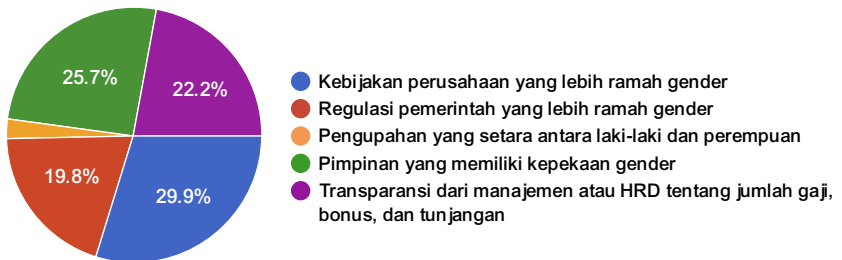 25.7%
22.2%
19.8%
29.9%
Kebijakan perusahaan yang lebih ramah gender
Regulasi pemerintah yang lebih ramah gender
Pengupahan yang setara antara laki-laki dan perempuan
Pimpinan yang memiliki kepekaan gender
Transparansi dari manajemen atau HRD tentang jumlah gaji,
bonus, dan tunjangan